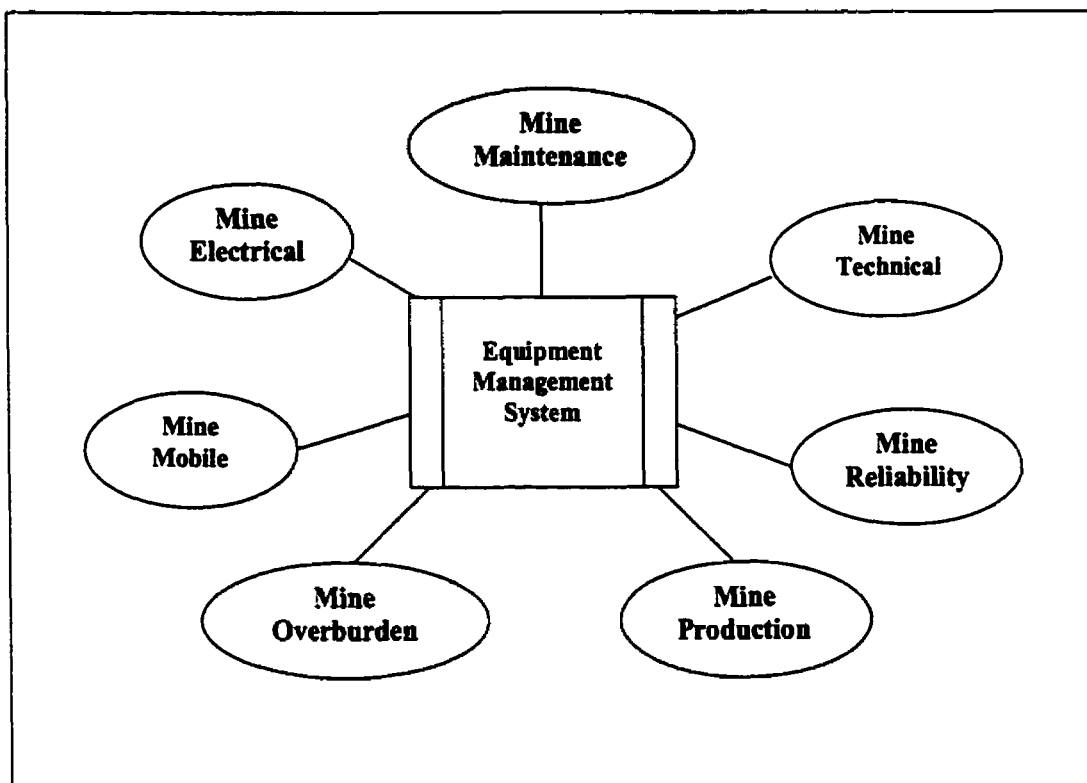 Mine
Maintenance
Mine
Electrical
Mine
Technical
Equipment
Management
System
Mine
Mobile
Mine
Reliability
Mine
Overburden
Mine
Production